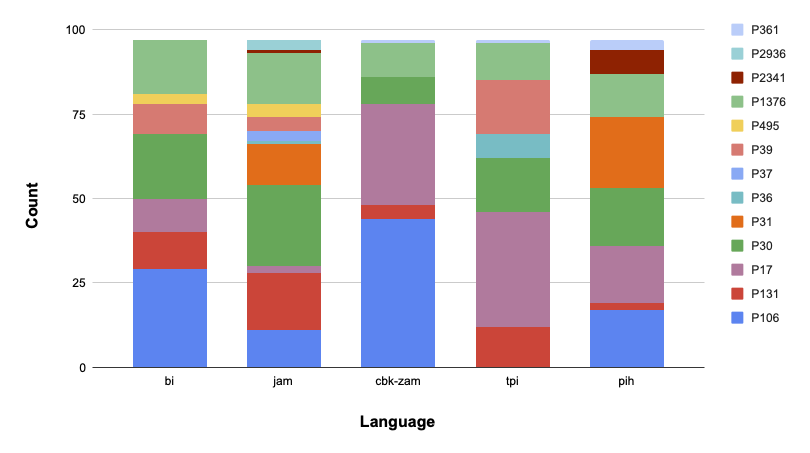 100
75
50
25
0
Count
bi
jam
cbk-zam
tpi
pih
Language
P361
P2936
P2341
P1376
P495
P39
P37
P36
P31
P30
P17
P131
P106